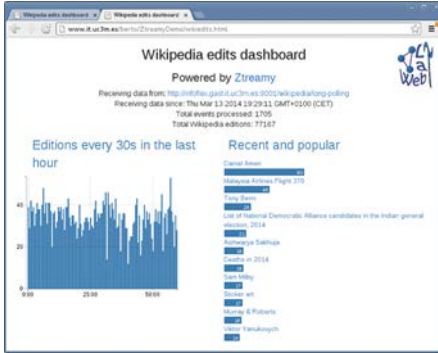 Wikipedia edits dashboard
Wikipedia edits dashboard
www.it.uc3m.es/berto/ZtreamyDemo/wikiedits.html
Wikipedia edits dashboard
Powered by Ztreamy
Receiving data from: http://infoflex.gast.it.uc3m.es:9001/wikipedia/long-polling
Receiving data since: Thu Mar 13 2014 19:29:11 GMT+0100 (CET)
Total events processed: 1705
Total Wikipedia editions: 77167
Web
Editions every 30s in the last
hour
40
20
0
0:00 25:00 50:00
Recent and popular
Malaysia Airlines Flight 370
Tony Benn
List of National Democratic Alliance candidates in the Indian general
election, 2014
Aishwarya Sakhuja
Deaths in 2014
Sam Milby
Sticker art
Murray & Roberts
Viktor Yanukovych